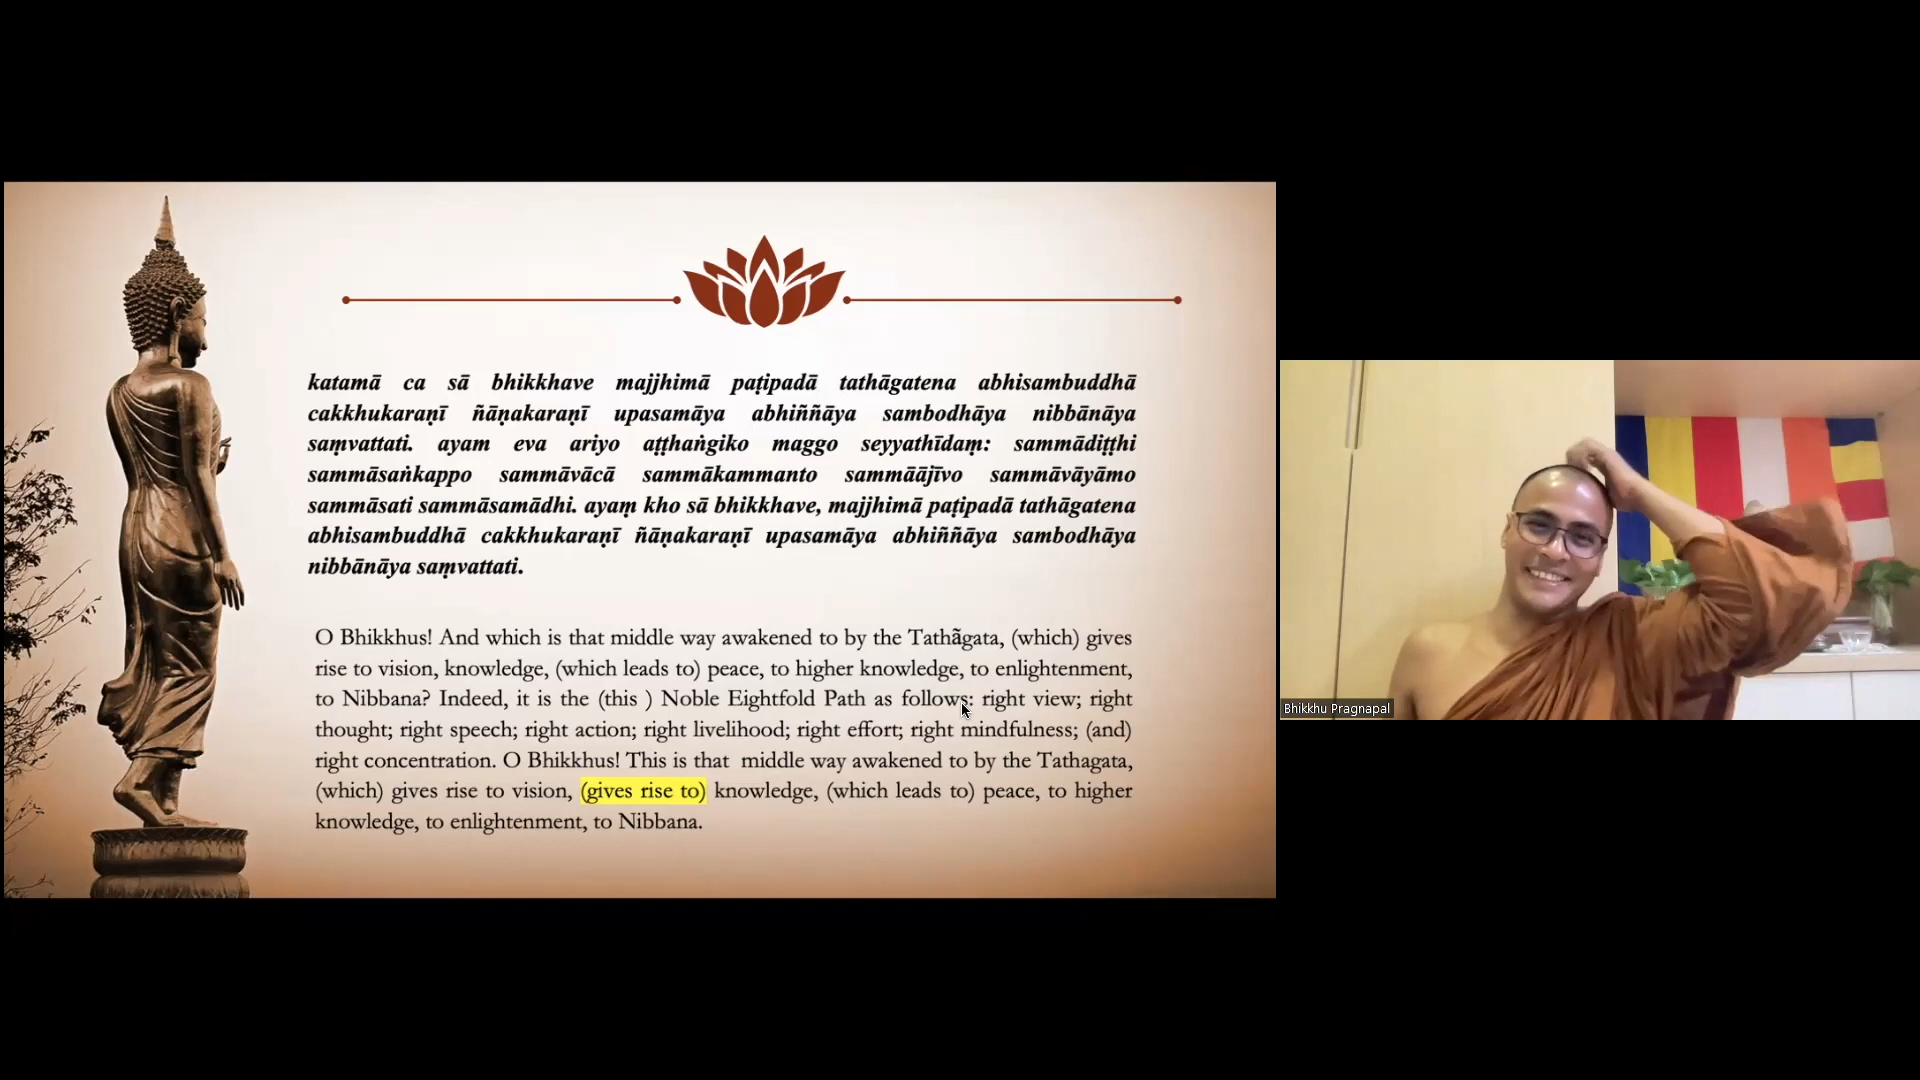 katamā ca sā bhikkhave majjhimā paṭipadā tathāgatena abhisambuddhā
cakkhukaraṇī ñāṇakaraṇī upasamāya abhiññāya sambodhāya nibbānāya
saṃvattati. ayam eva ariyo aṭṭhaṅgiko maggo seyyathīdaṃ: sammādiṭṭhi
sammāsaṅkappo sammāvācā sammākammanto sammāājīvo sammāvāyāmo
sammāsati sammāsamādhi. ayaṃ kho sā bhikkhave, majjhimā paṭipadā tathāgatena
abhisambuddhā cakkhukaraṇī ñāṇakaraṇī upasamāya abhiññāya sambodhāya
nibbānāya saṃvattati.
O Bhikkhus! And which is that middle way awakened to by the Tathãgata, (which) gives
rise to vision, knowledge, (which leads to) peace, to higher knowledge, to enlightenment,
to Nibbana? Indeed, it is the (this ) Noble Eightfold Path as follows: right view; right
thought; right speech; right action; right livelihood; right effort; right mindfulness; (and)
right concentration. O Bhikkhus! This is that middle way awakened to by the Tathagata,
(which) gives rise to vision, (gives rise to) knowledge, (which leads to) peace, to higher
knowledge, to enlightenment, to Nibbana.
Bhikkhu Pragnapal